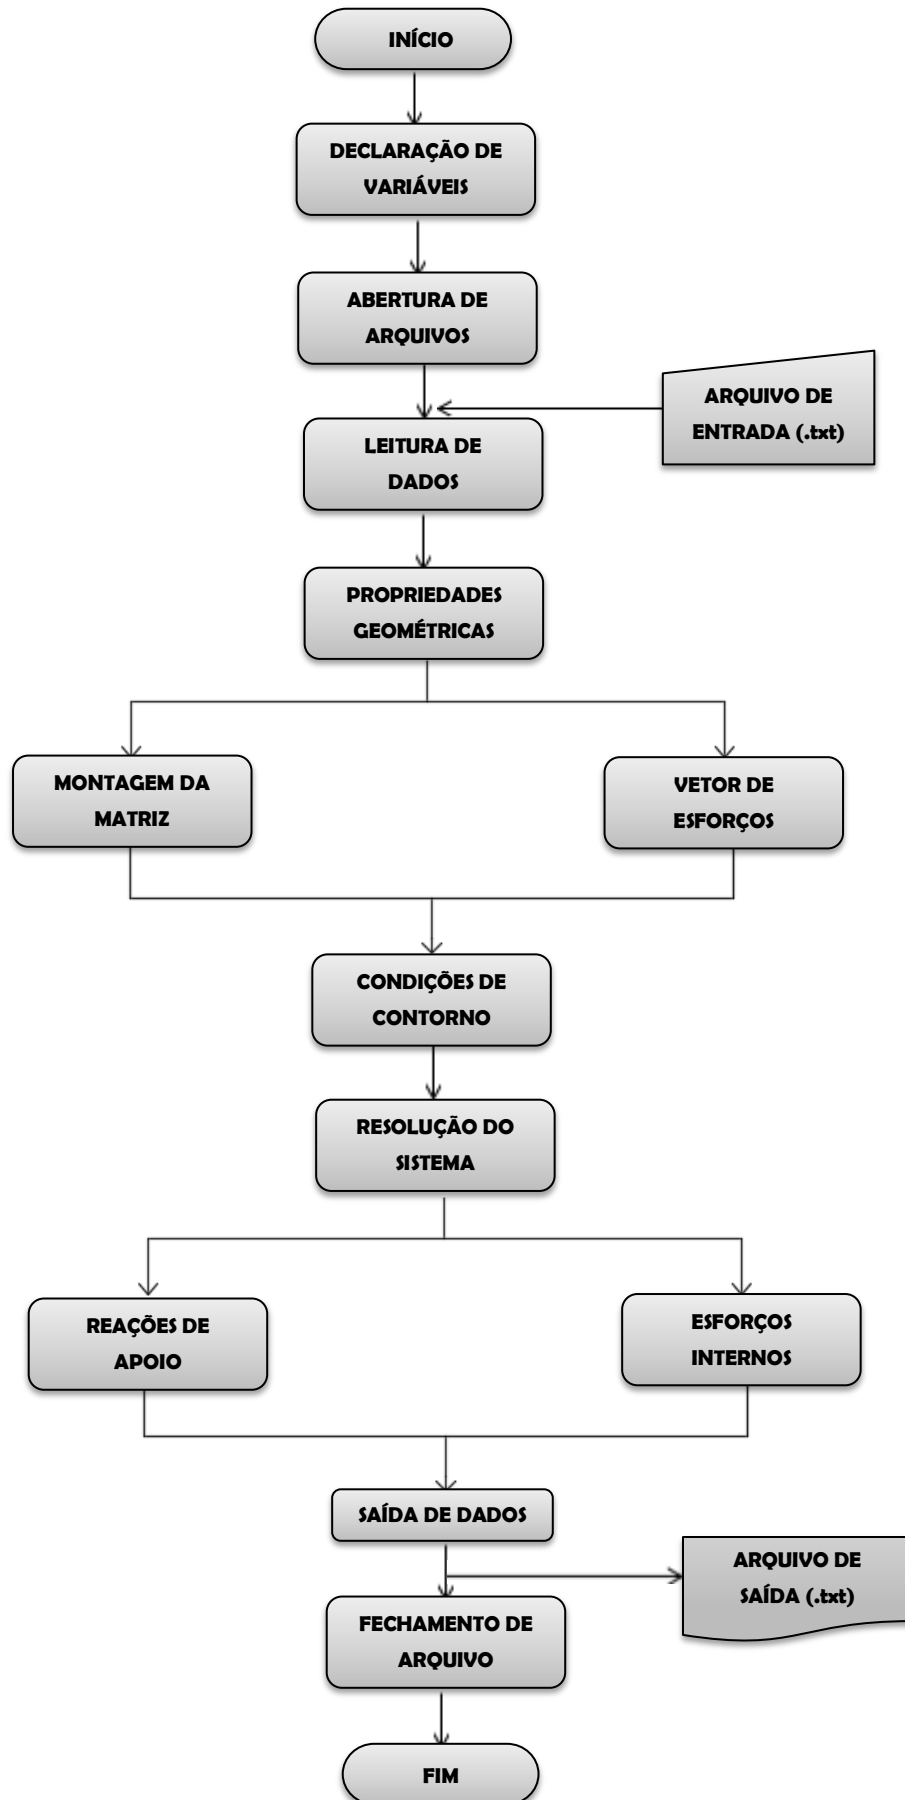 INÍCIO
DECLARAÇÃO DE
VARIÁVEIS
ABERTURA DE
ARQUIVOS
ARQUIVO DE
ENTRADA (.txt)
LEITURA DE
DADOS
PROPRIEDADES
GEOMÉTRICAS
MONTAGEM DA
MATRIZ
VETOR DE
ESFORÇOS
CONDIÇÕES DE
CONTORNO
RESOLUÇÃO DO
SISTEMA
REAÇÕES DE
APOIO
ESFORÇOS
INTERNOS
SAÍDA DE DADOS
ARQUIVO DE
SAÍDA (.txt)
FECHAMENTO DE
ARQUIVO
FIM